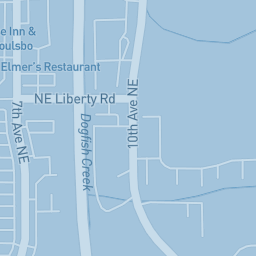 e Inn &
oulsbo
Elmer's Restaurant
NE Liberty Rd
7th Ave NE
Dogfish Creek
10th Ave NE